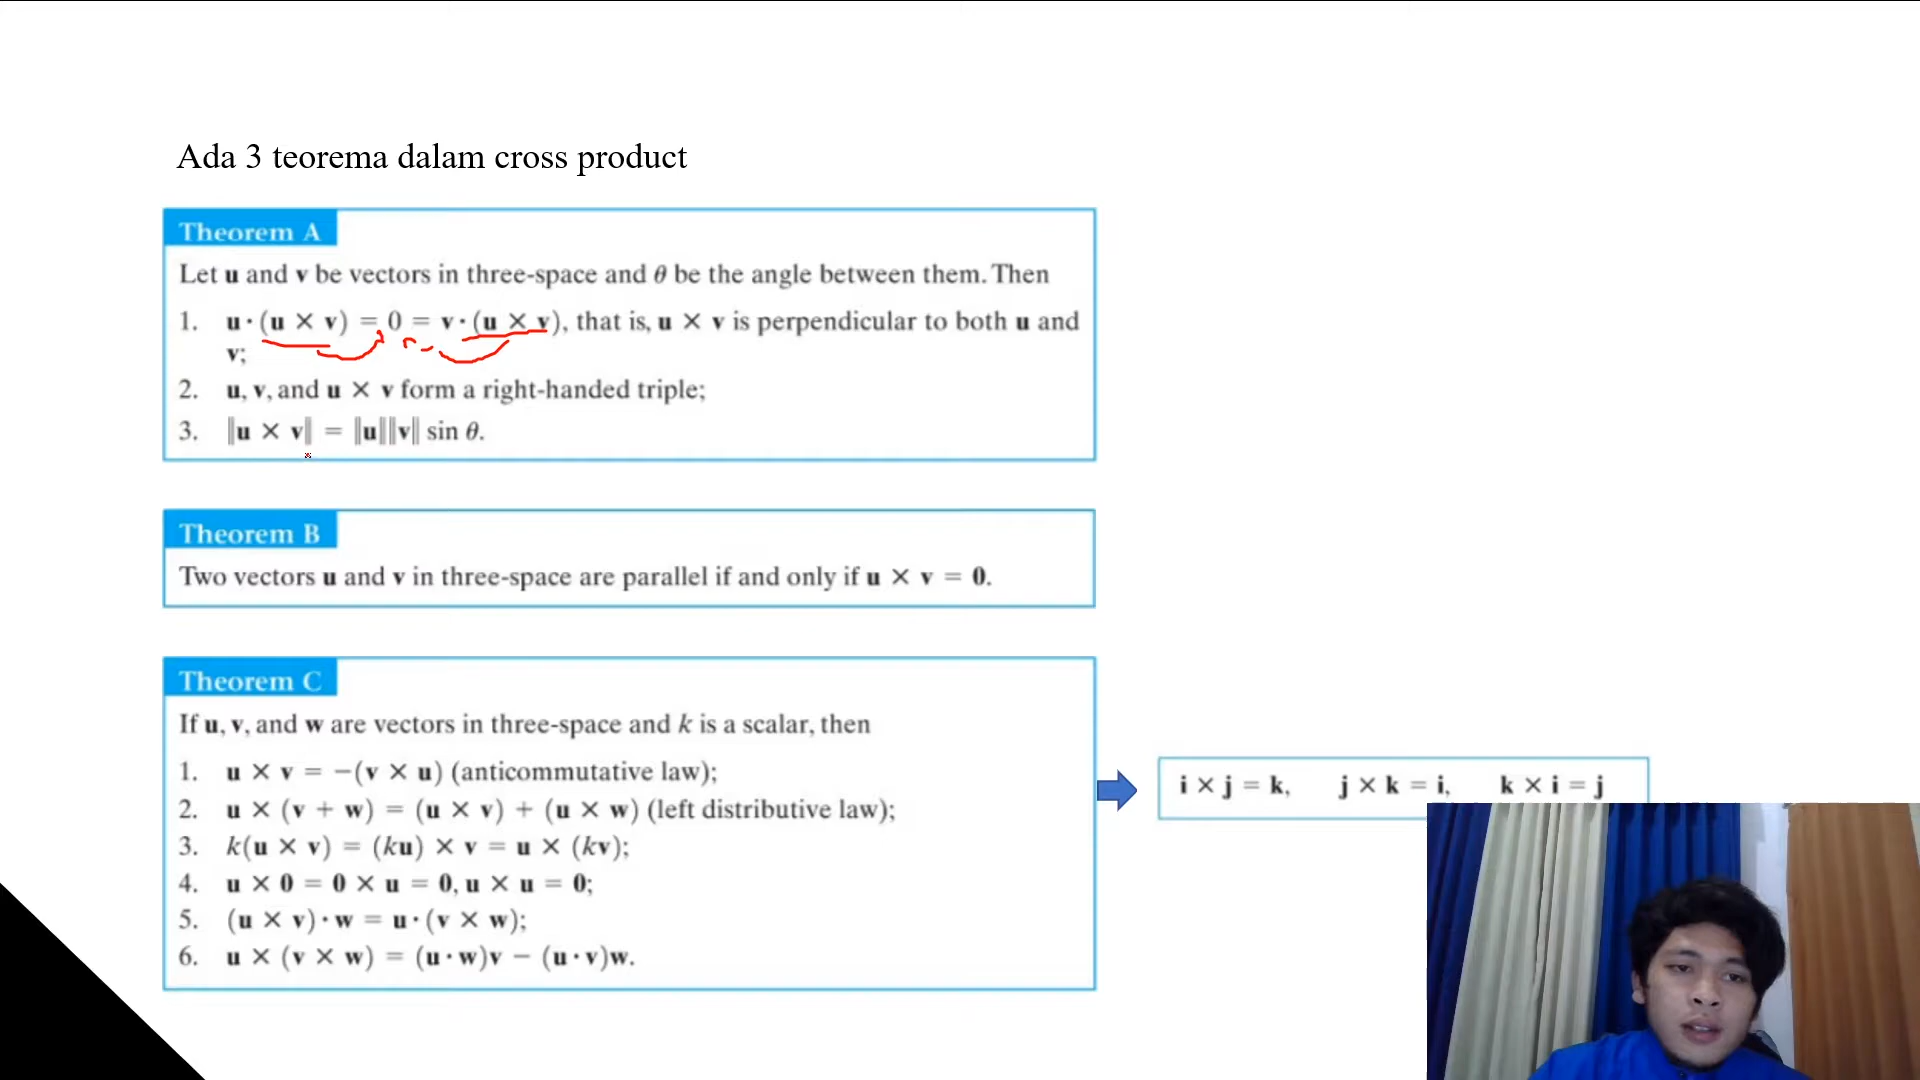 Ada 3 teorema dalam cross product
Theorem A
Let u and v be vectors in three-space and θ be the angle between them. Then
1. u · (u × v) = 0 = v · (u × v), that is, u × v is perpendicular to both u and
v;
2. u, v, and u × v form a right-handed triple;
3. ‖u × v‖ = ‖u‖‖v‖ sin θ.
Theorem B
Two vectors u and v in three-space are parallel if and only if u × v = 0.
Theorem C
If u, v, and w are vectors in three-space and k is a scalar, then
1. u × v = −(v × u) (anticommutative law);
2. u × (v + w) = (u × v) + (u × w) (left distributive law);
3. k(u × v) = (ku) × v = u × (kv);
4. u × 0 = 0 × u = 0, u × u = 0;
5. (u × v) · w = u · (v × w);
6. u × (v × w) = (u · w)v − (u · v)w.
i × j = k, j × k = i, k × i = j